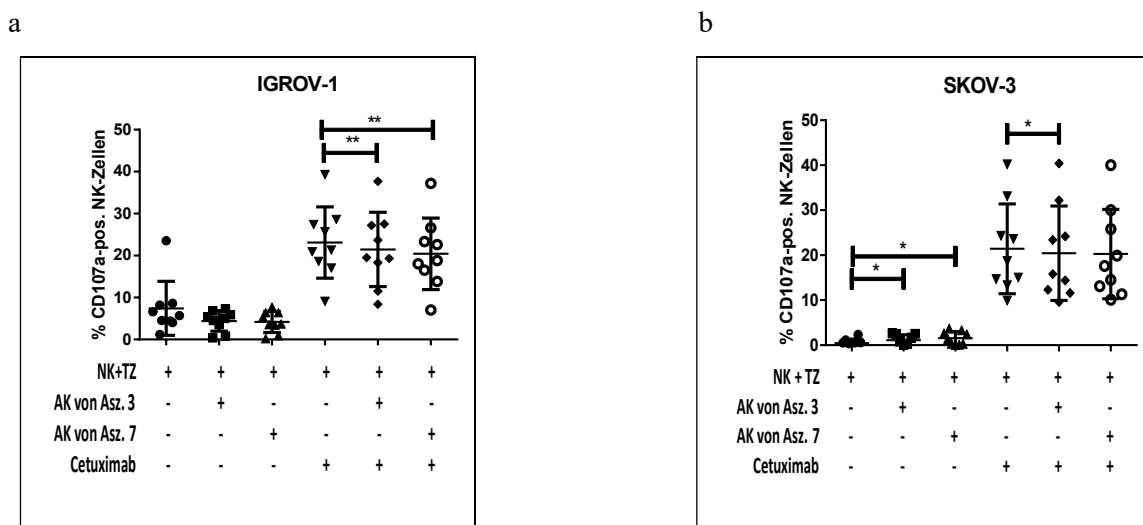 a
IGROV-1
% CD107a-pos. NK-Zellen
50
40
30
20
10
0
**
**
NK+TZ + + + + + +
AK von Asz. 3 - + - - + -
AK von Asz. 7 - - + - - +
Cetuximab - - - + + +
b
SKOV-3
% CD107a-pos. NK-Zellen
50
40
30
20
10
0
*
*
*
NK + TZ + + + + + +
AK von Asz. 3 - + - - + -
AK von Asz. 7 - - + - - +
Cetuximab - - - + + +